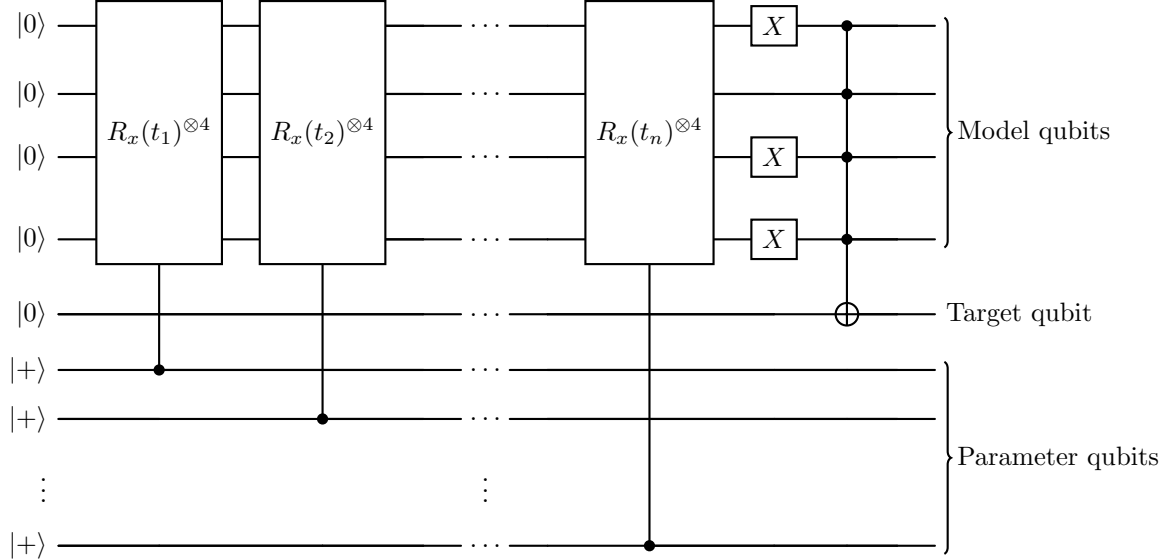 |0⟩ ··· X
|0⟩ ···
R_x(t_1)^{⊗4} R_x(t_2)^{⊗4} R_x(t_n)^{⊗4} Model qubits
|0⟩ ··· X
|0⟩ ··· X
|0⟩ ··· Target qubit
|+⟩ ···
|+⟩ ···
Parameter qubits
⋮ ⋮
|+⟩ ···